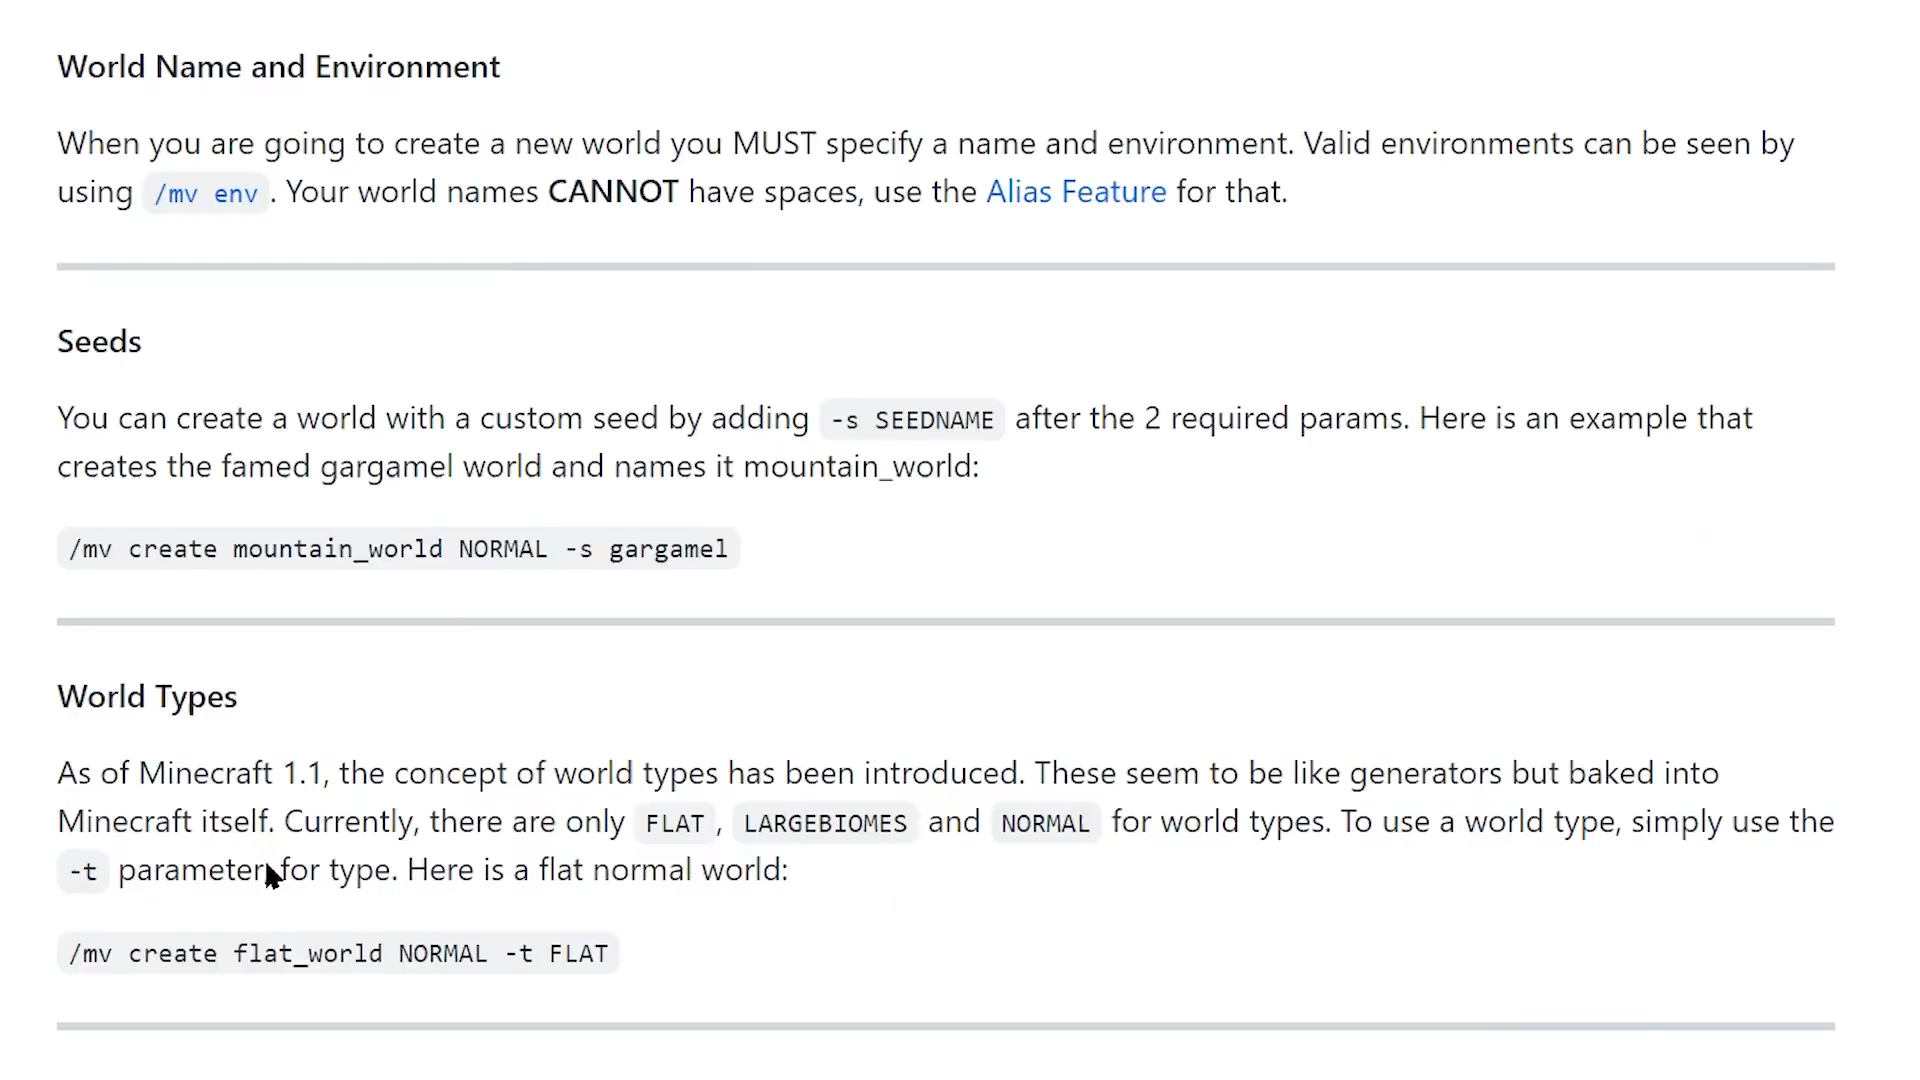 World Name and Environment
When you are going to create a new world you MUST specify a name and environment. Valid environments can be seen by
using /mv env. Your world names CANNOT have spaces, use the Alias Feature for that.
Seeds
You can create a world with a custom seed by adding -s SEEDNAME after the 2 required params. Here is an example that
creates the famed gargamel world and names it mountain_world:
/mv create mountain_world NORMAL -s gargamel
World Types
As of Minecraft 1.1, the concept of world types has been introduced. These seem to be like generators but baked into
Minecraft itself. Currently, there are only FLAT, LARGEBIOMES and NORMAL for world types. To use a world type, simply use the
-t parameter for type. Here is a flat normal world:
/mv create flat_world NORMAL -t FLAT